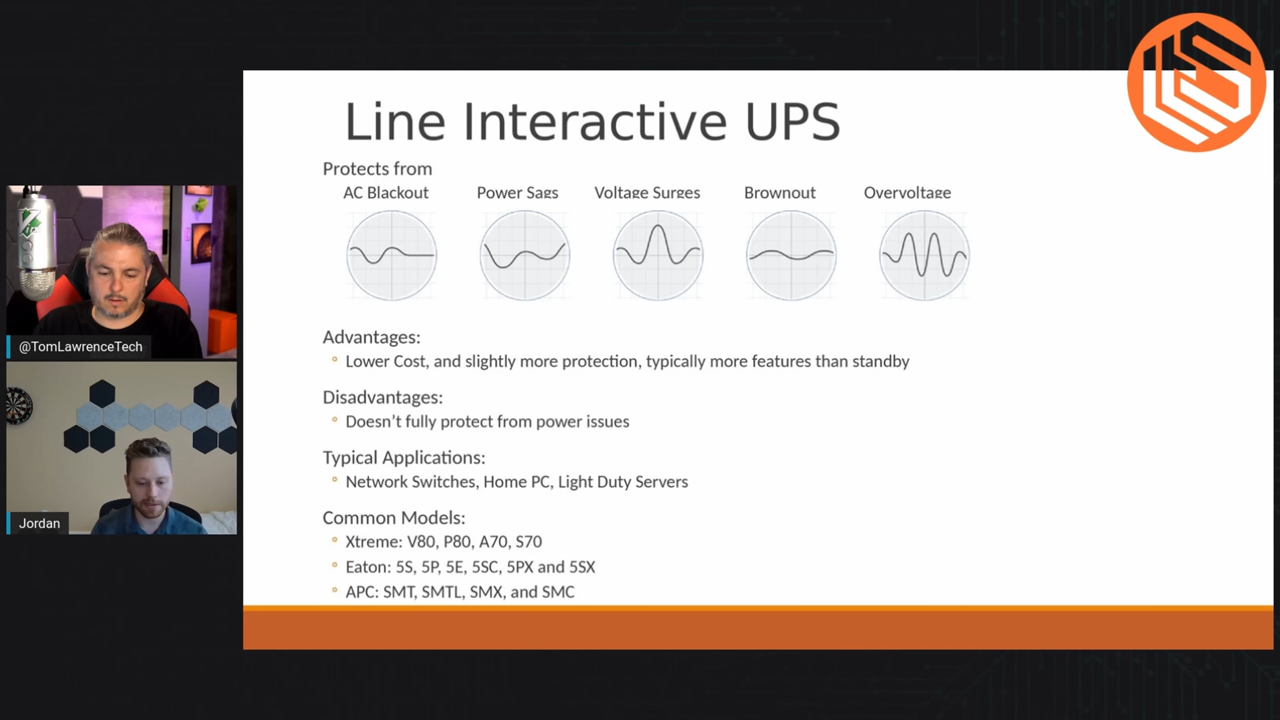 Line Interactive UPS
Protects from
AC Blackout Power Sags Voltage Surges Brownout Overvoltage
Advantages:
Lower Cost, and slightly more protection, typically more features than standby
Disadvantages:
Doesn't fully protect from power issues
Typical Applications:
Network Switches, Home PC, Light Duty Servers
Common Models:
Xtreme: V80, P80, A70, S70
Eaton: 5S, 5P, 5E, 5SC, 5PX and 5SX
APC: SMT, SMTL, SMX, and SMC
@TomLawrenceTech
Jordan